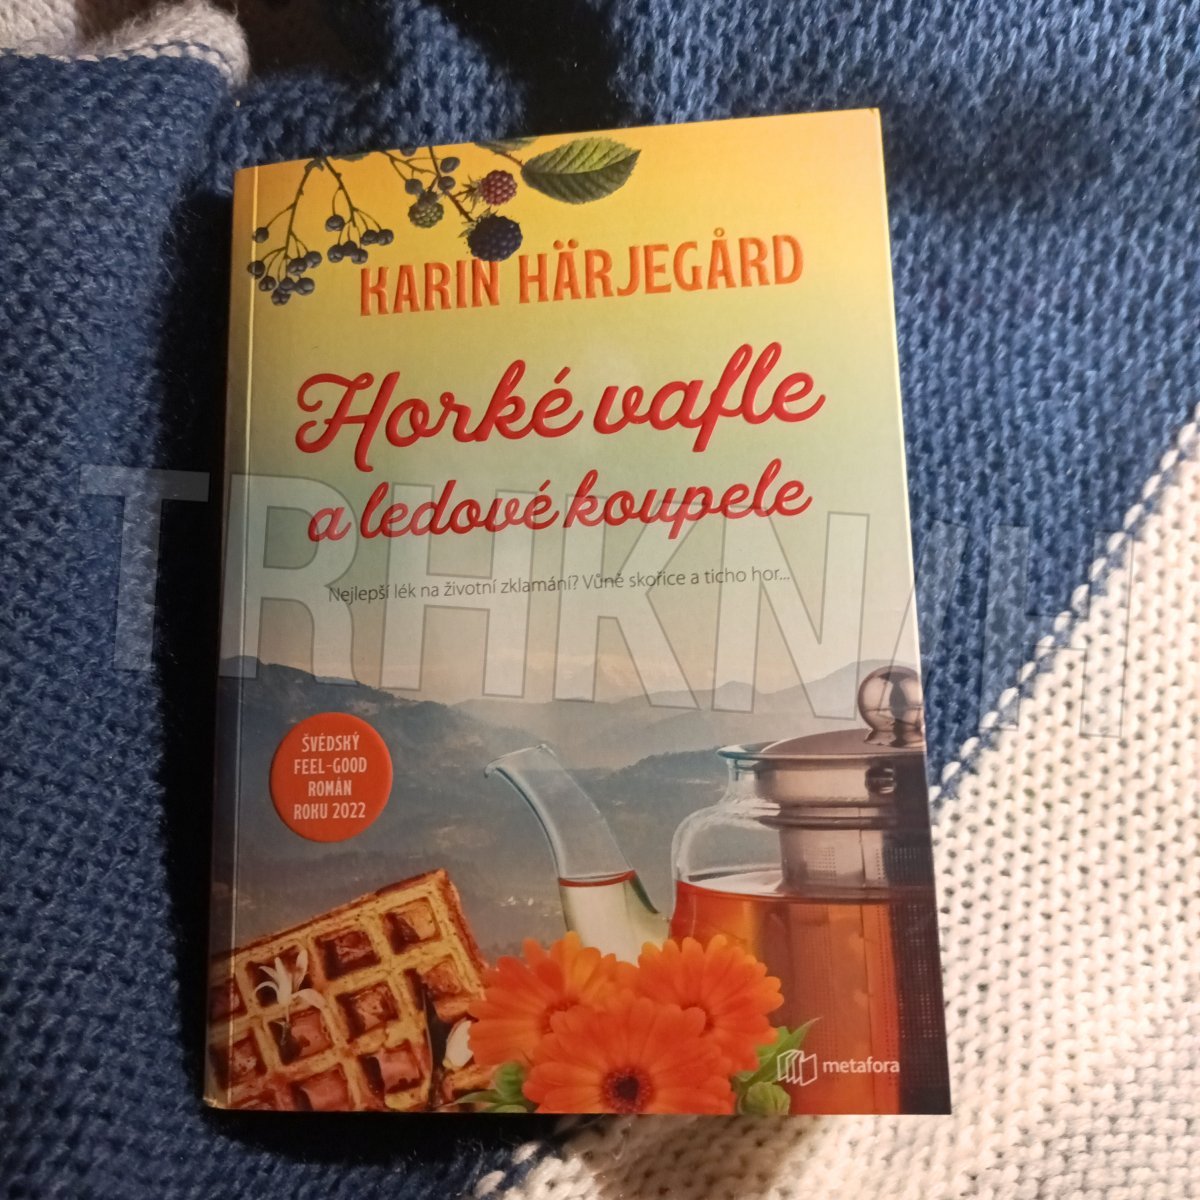 KARIN HÄRJEGÅRD
Horké vafle
a ledové koupele
Nejlepší lék na životní zklamání? Vůně skořice a ticho hor...
TRHKNIH
ŠVÉDSKÝ
FEEL-GOOD
ROMÁN
ROKU 2022
metafora